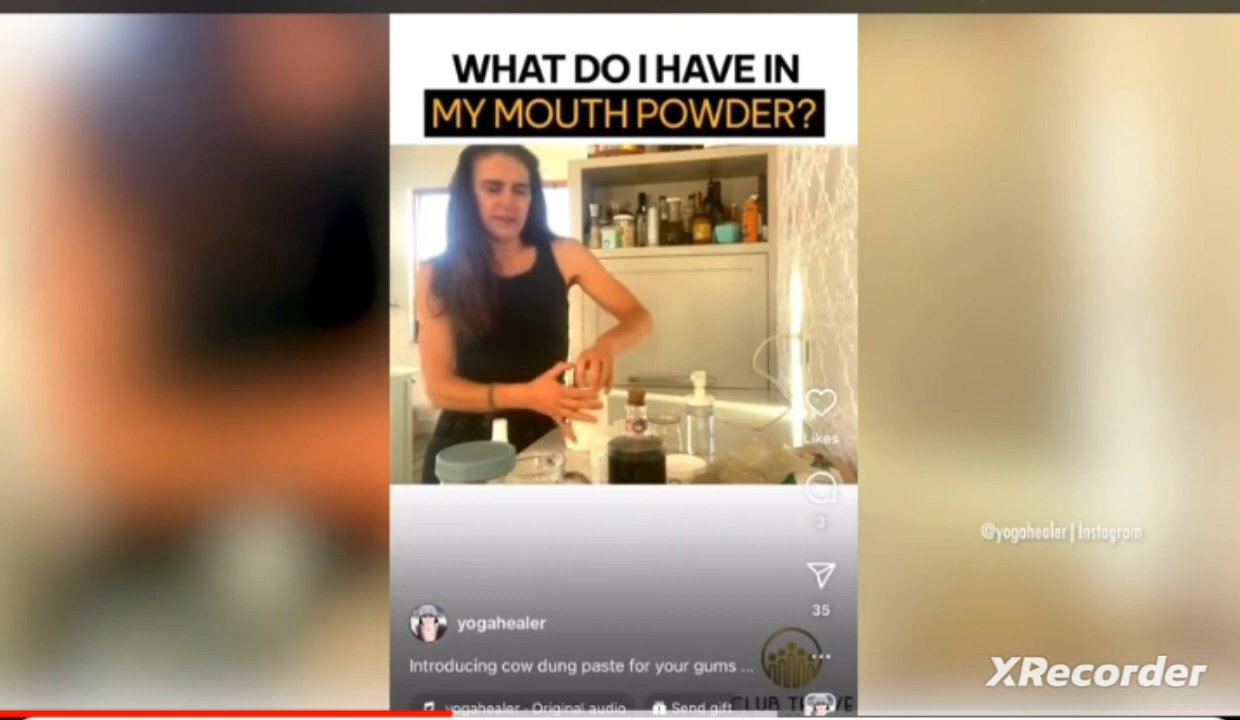 WHAT DO I HAVE IN
MY MOUTH POWDER?
Likes
3
@yogahealer | Instagram
35
yogahealer
Introducing cow dung paste for your gums ...
XRecorder
yogahealer · Original audio
Send gift
CLUB